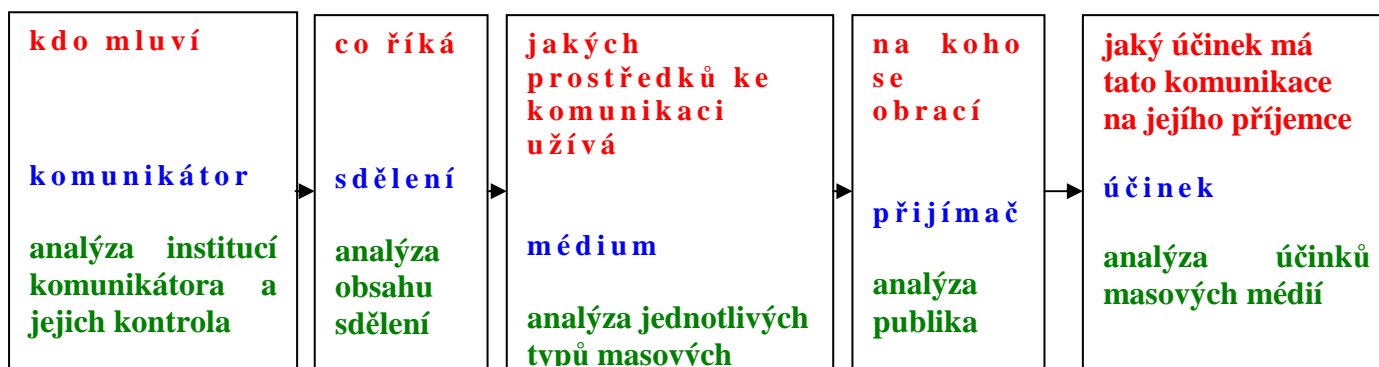 kdo mluví
komunikátor
analýza institucí
komunikátora a
jejich kontrola
co říká
sdělení
analýza
obsahu
sdělení
jakých
prostředků ke
komunikaci
užívá
médium
analýza jednotlivých
typů masových
na koho
se
obrací
přijímač
analýza
publika
jaký účinek má
tato komunikace
na jejího příjemce
účinek
analýza účinků
masových médií